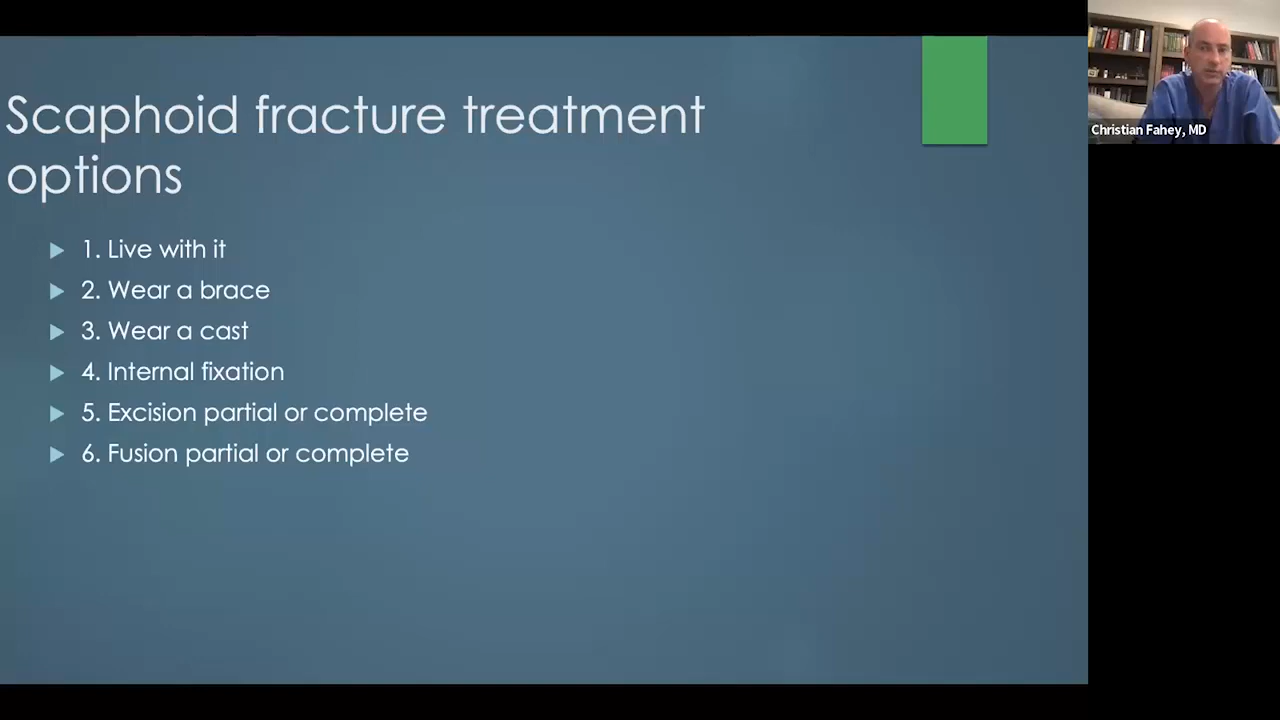 Scaphoid fracture treatment
options
1. Live with it
2. Wear a brace
3. Wear a cast
4. Internal fixation
5. Excision partial or complete
6. Fusion partial or complete
Christian Fahey, MD